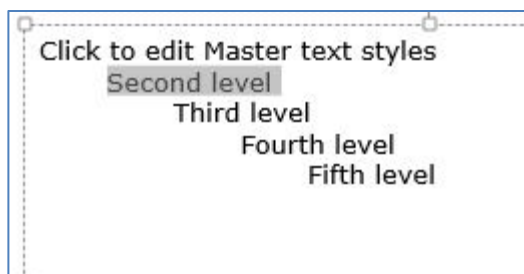 Click to edit Master text styles
Second level
Third level
Fourth level
Fifth level